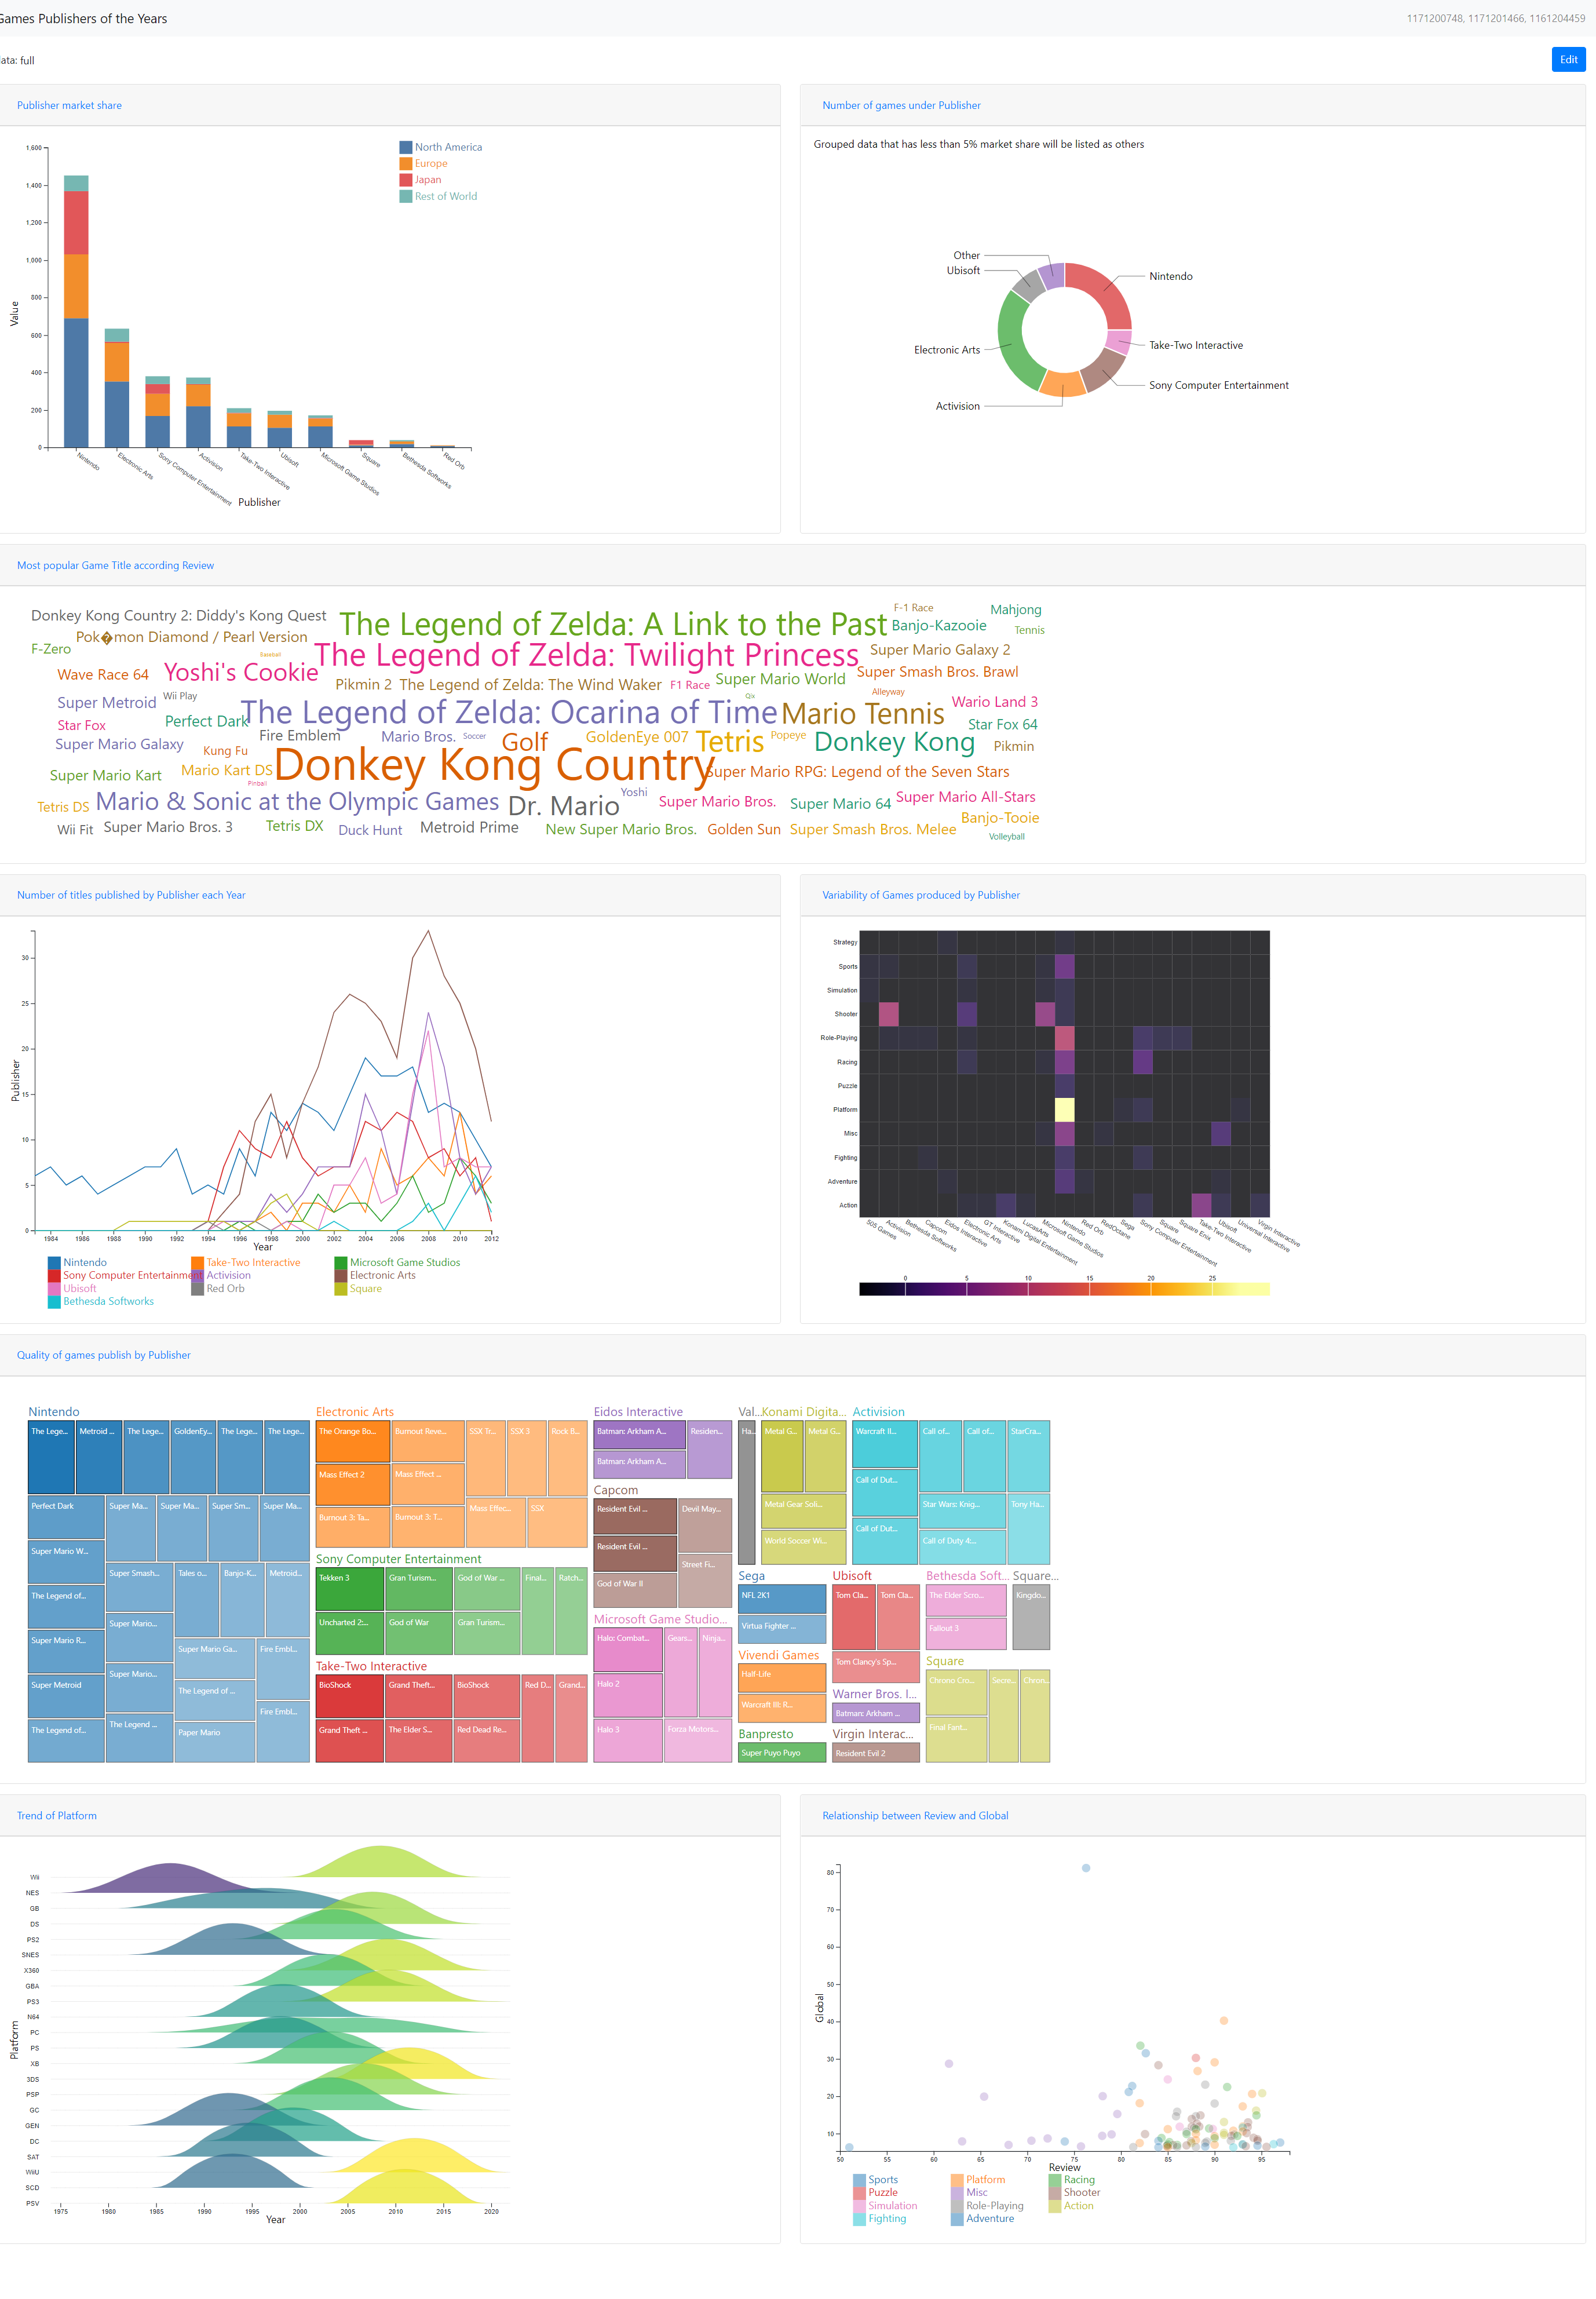 Games Publishers of the Years
1171200748, 1171201466, 1161204459
ata: full
Edit
Publisher market share
1,600
1,400
1,200
1,000
800
600
400
200
0
Value
North America
Europe
Japan
Rest of World
Nintendo
Electronic Arts
Sony Computer Entertainment
Activision
Take-Two Interactive
Ubisoft
Microsoft Game Studios
Square
Bethesda Softworks
Red Orb
Publisher
Number of games under Publisher
Grouped data that has less than 5% market share will be listed as others
Other
Ubisoft
Nintendo
Electronic Arts
Take-Two Interactive
Sony Computer Entertainment
Activision
Most popular Game Title according Review
Donkey Kong Country 2: Diddy's Kong Quest
The Legend of Zelda: A Link to the Past
F-1 Race
Mahjong
Pok�mon Diamond / Pearl Version
Banjo-Kazooie
Tennis
F-Zero
Baseball
The Legend of Zelda: Twilight Princess
Super Mario Galaxy 2
Wave Race 64
Yoshi's Cookie
Pikmin 2
The Legend of Zelda: The Wind Waker
F1 Race
Super Mario World
Super Smash Bros. Brawl
Super Metroid
Wii Play
Qix
Alleyway
Wario Land 3
Star Fox
Perfect Dark
The Legend of Zelda: Ocarina of Time
Mario Tennis
Star Fox 64
Super Mario Galaxy
Fire Emblem
Mario Bros.
Soccer
Golf
GoldenEye 007
Tetris
Popeye
Donkey Kong
Pikmin
Kung Fu
Super Mario Kart
Mario Kart DS
Donkey Kong Country
Super Mario RPG: Legend of the Seven Stars
Pinball
Tetris DS
Mario & Sonic at the Olympic Games
Dr. Mario
Yoshi
Super Mario Bros.
Super Mario 64
Super Mario All-Stars
Wii Fit
Super Mario Bros. 3
Tetris DX
Duck Hunt
Metroid Prime
New Super Mario Bros.
Golden Sun
Super Smash Bros. Melee
Banjo-Tooie
Volleyball
Number of titles published by Publisher each Year
30
25
20
15
10
5
0
Publisher
1984 1986 1988 1990 1992 1994 1996 1998 2000 2002 2004 2006 2008 2010 2012
Year
Nintendo
Take-Two Interactive
Microsoft Game Studios
Sony Computer Entertainment
Activision
Electronic Arts
Ubisoft
Red Orb
Square
Bethesda Softworks
Variability of Games produced by Publisher
Strategy
Sports
Simulation
Shooter
Role-Playing
Racing
Puzzle
Platform
Misc
Fighting
Adventure
Action
505 Games
Activision
Bethesda Softworks
Capcom
Eidos Interactive
Electronic Arts
GT Interactive
Konami Digital Entertainment
LucasArts
Microsoft Game Studios
Nintendo
Red Orb
RedOctane
Sega
Sony Computer Entertainment
Square
Square Enix
Take-Two Interactive
Ubisoft
Universal Interactive
Virgin Interactive
0 5 10 15 20 25
Quality of games publish by Publisher
Nintendo
The Lege...
Metroid ...
The Lege...
GoldenEy...
The Lege...
The Lege...
Perfect Dark
Super Ma...
Super Ma...
Super Sm...
Super Ma...
Super Mario W...
Super Smash...
Tales o...
Banjo-K...
Metroid...
The Legend of...
Super Mario...
Super Mario R...
Super Mario Ga...
Fire Embl...
Super Mario...
Super Metroid
The Legend of ...
Fire Embl...
The Legend of...
The Legend ...
Paper Mario
Electronic Arts
The Orange Bo...
Burnout Reve...
SSX Tr...
SSX 3
Rock B...
Mass Effect 2
Mass Effect ...
Burnout 3: Ta...
Burnout 3: T...
Mass Effec...
SSX
Sony Computer Entertainment
Tekken 3
Gran Turism...
God of War ...
Final...
Ratch...
Uncharted 2:...
God of War
Gran Turism...
Take-Two Interactive
BioShock
Grand Theft...
BioShock
Red D...
Grand...
Grand Theft ...
The Elder S...
Red Dead Re...
Eidos Interactive
Batman: Arkham A...
Residen...
Batman: Arkham A...
Capcom
Resident Evil ...
Devil May...
Resident Evil ...
Street Fi...
God of War II
Microsoft Game Studio...
Halo: Combat...
Gears...
Ninja...
Halo 2
Halo 3
Forza Motors...
Val...
Ha...
Konami Digita...
Metal G...
Metal G...
Metal Gear Soli...
World Soccer Wi...
Activision
Warcraft II...
Call of...
Call of...
StarCra...
Call of Dut...
Star Wars: Knig...
Tony Ha...
Call of Dut...
Call of Duty 4:...
Sega
NFL 2K1
Virtua Fighter ...
Vivendi Games
Half-Life
Warcraft III: R...
Banpresto
Super Puyo Puyo
Ubisoft
Tom Cla...
Tom Cla...
Tom Clancy's Sp...
Warner Bros. I...
Batman: Arkham ...
Virgin Interac...
Resident Evil 2
Bethesda Soft...
The Elder Scro...
Fallout 3
Square...
Kingdo...
Square
Chrono Cro...
Secre...
Chron...
Final Fant...
Trend of Platform
Wii
NES
GB
DS
PS2
SNES
X360
GBA
PS3
N64
PC
PS
XB
3DS
PSP
GC
GEN
DC
SAT
WiiU
SCD
PSV
Platform
1975 1980 1985 1990 1995 2000 2005 2010 2015 2020
Year
Relationship between Review and Global
80
70
60
50
40
30
20
10
Global
50 55 60 65 70 75 80 85 90 95
Review
Sports
Platform
Racing
Puzzle
Misc
Shooter
Simulation
Role-Playing
Action
Fighting
Adventure